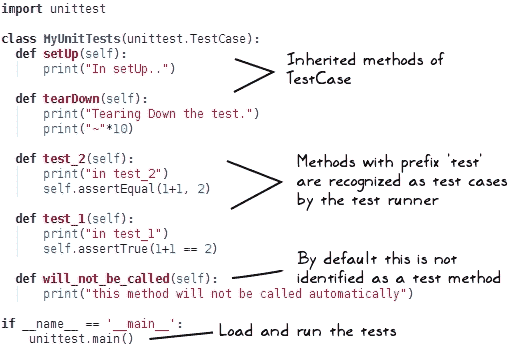 import unittest
class MyUnitTests(unittest.TestCase):
def setUp(self):
print("In setUp..")
Inherited methods of
TestCase
def tearDown(self):
print("Tearing Down the test.")
print("~"*10)
def test_2(self):
print("in test_2")
self.assertEqual(1+1, 2)
Methods with prefix 'test'
are recognized as test cases
by the test runner
def test_1(self):
print("in test_1")
self.assertTrue(1+1 == 2)
def will_not_be_called(self):
print("this method will not be called automatically")
By default this is not
identified as a test method
if __name__ == '__main__':
unittest.main()
Load and run the tests